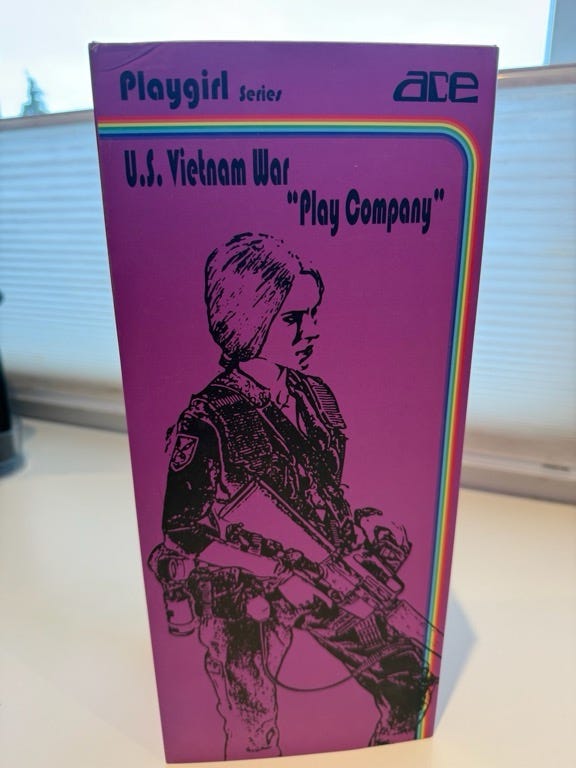 Playgirl Series
ace
U.S. Vietnam War
"Play Company"